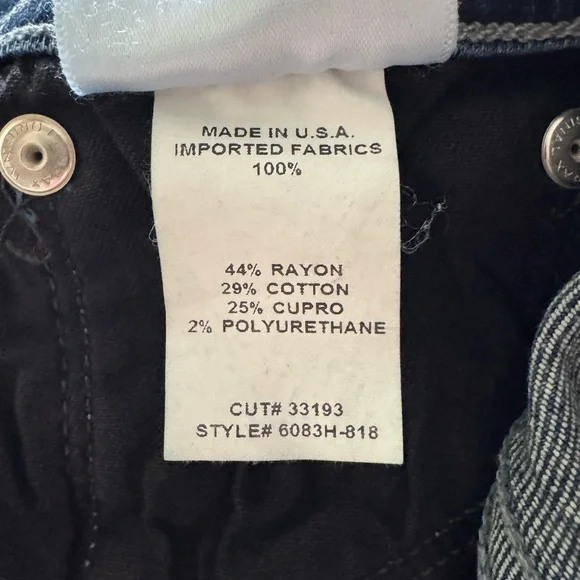 MADE IN U.S.A.
IMPORTED FABRICS
100%
44% RAYON
29% COTTON
25% CUPRO
2% POLYURETHANE
CUT# 33193
STYLE# 6083H-818